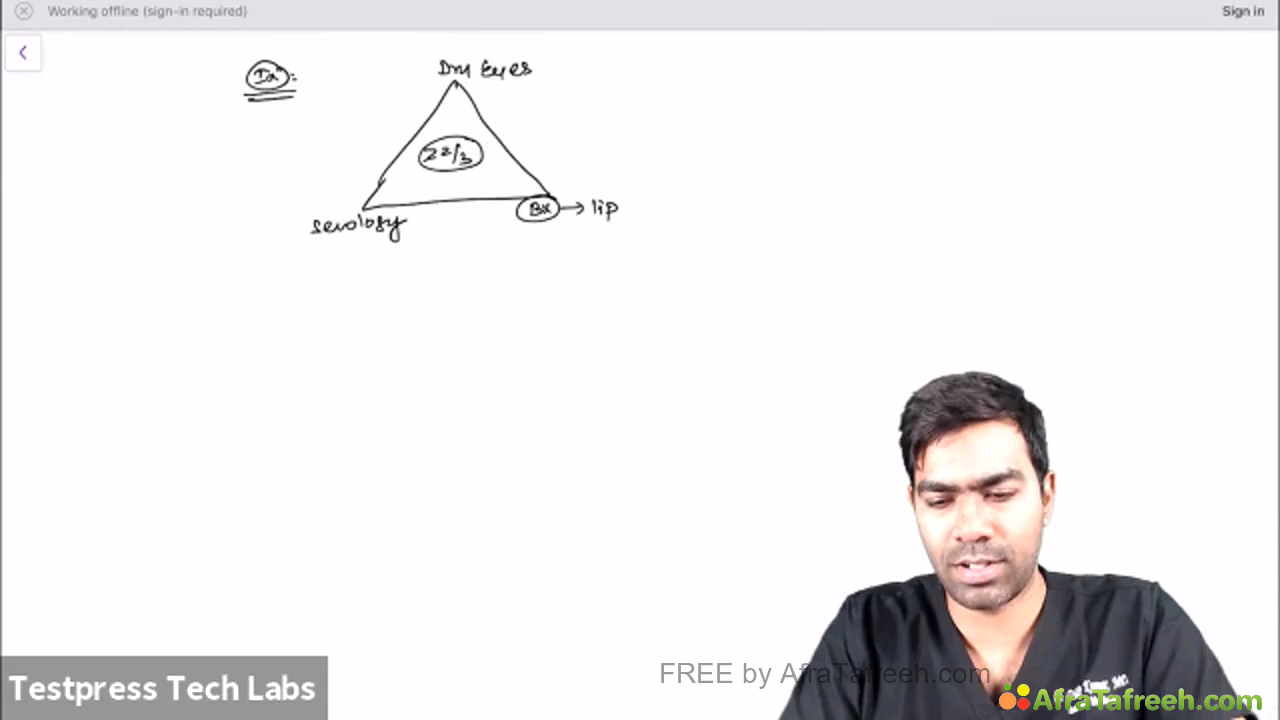 Working offline (sign-in required)
Sign in
Dx:
Dry Eyes
≥2/3
serology
Bx → lip
Testpress Tech Labs
FREE by AfraTafreeh.com
AfraTafreeh.com